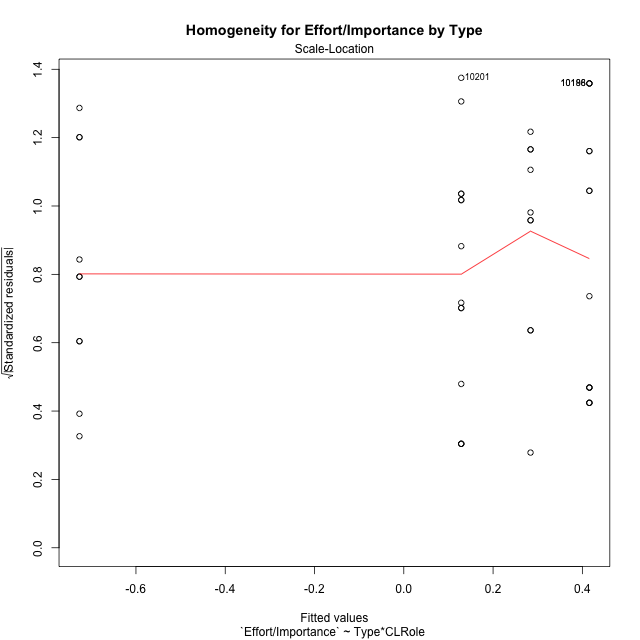 Homogeneity for Effort/Importance by Type
Scale-Location
10201
1.4
1.2
1.0
0.8
0.6
0.4
0.2
0.0
√|Standardized residuals|
-0.6 -0.4 -0.2 0.0 0.2 0.4
Fitted values
`Effort/Importance` ~ Type*CLRole